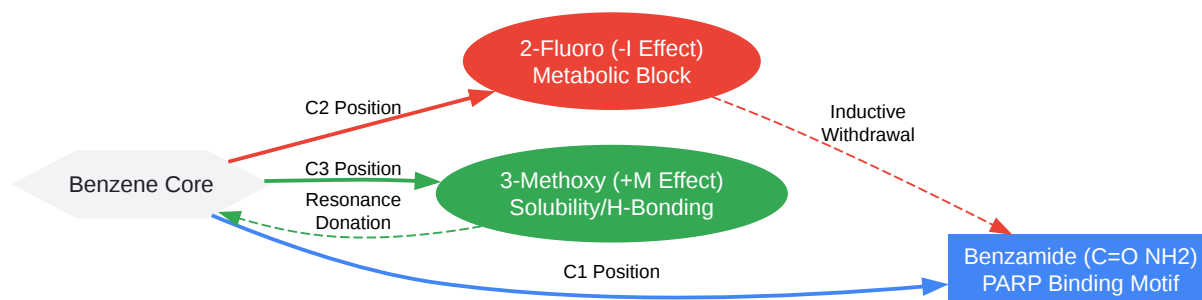 2-Fluoro (-I Effect)
Metabolic Block
C2 Position
Inductive
Withdrawal
Benzene Core
C3 Position
3-Methoxy (+M Effect)
Solubility/H-Bonding
Resonance
Donation
C1 Position
Benzamide (C=O NH2)
PARP Binding Motif